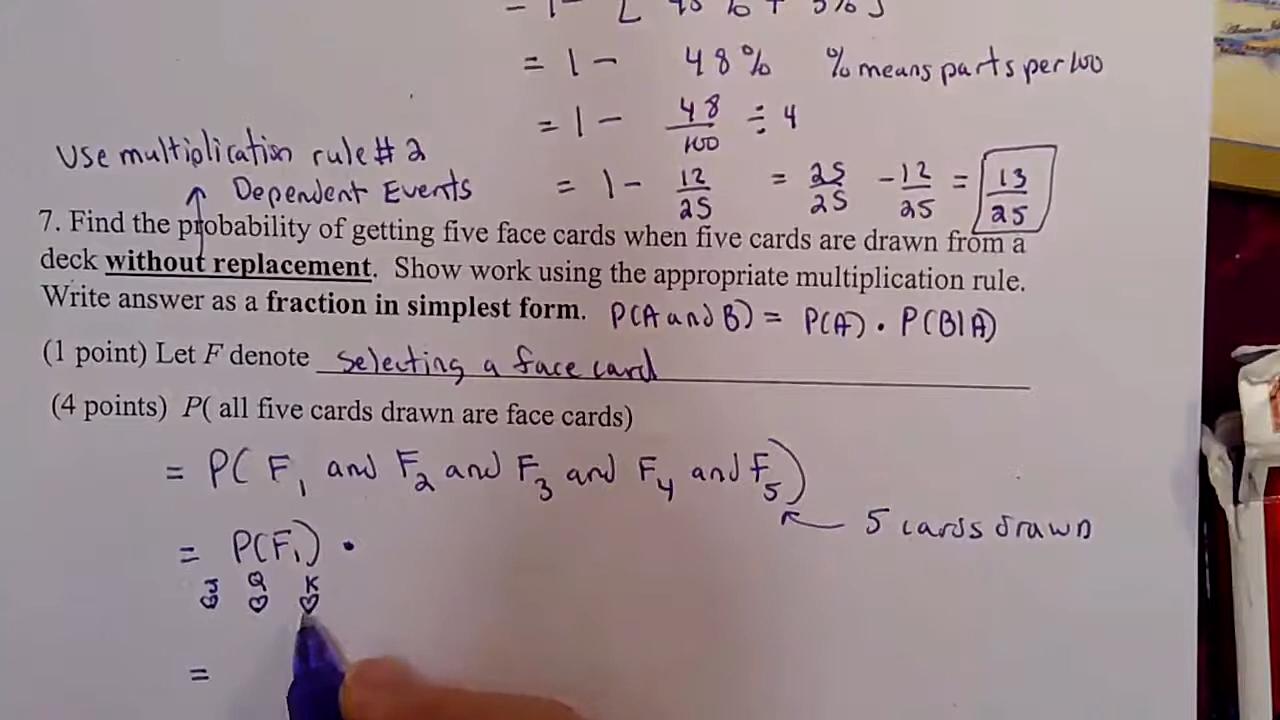 = 1 - [ 45% + 3% ]
= 1 - 48% % means parts per 100
= 1 - 48/100 ÷ 4
Use multiplication rule # 2
Dependent Events
= 1 - 12/25 = 25/25 - 12/25 = 13/25
7. Find the probability of getting five face cards when five cards are drawn from a
deck without replacement. Show work using the appropriate multiplication rule.
Write answer as a fraction in simplest form. P(A and B) = P(A) · P(B|A)
(1 point) Let F denote selecting a face card
(4 points) P( all five cards drawn are face cards)
= P( F₁ and F₂ and F₃ and F₄ and F₅ )
5 cards drawn
= P(F₁) ·
J Q K
♡ ♡ ♡
=